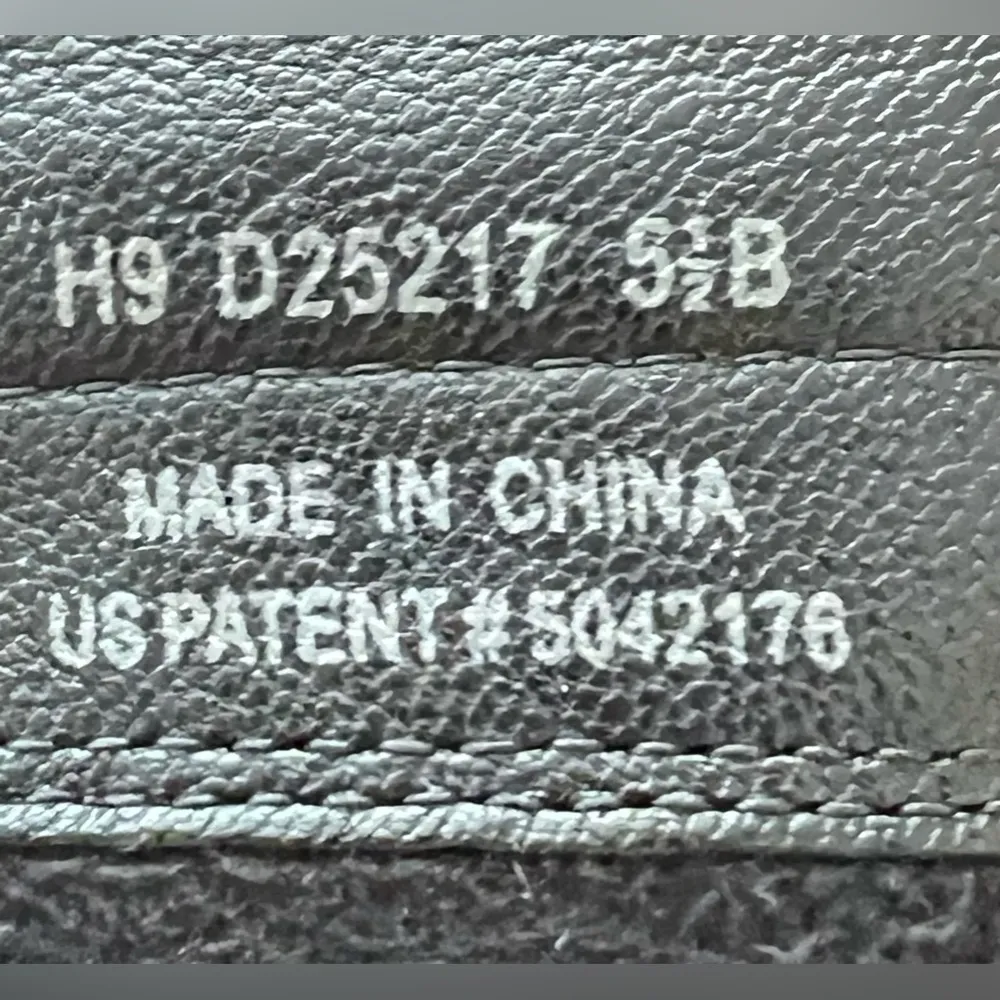 H9 D25217 5½B
MADE IN CHINA
US PATENT # 5042176